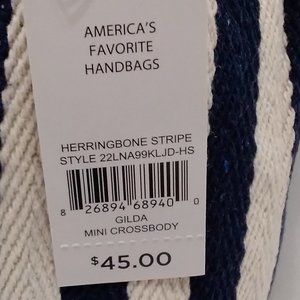 AMERICA'S
FAVORITE
HANDBAGS
HERRINGBONE STRIPE
STYLE 22LNA99KLJD-HS
8 26894 68940 0
GILDA
MINI CROSSBODY
$45.00